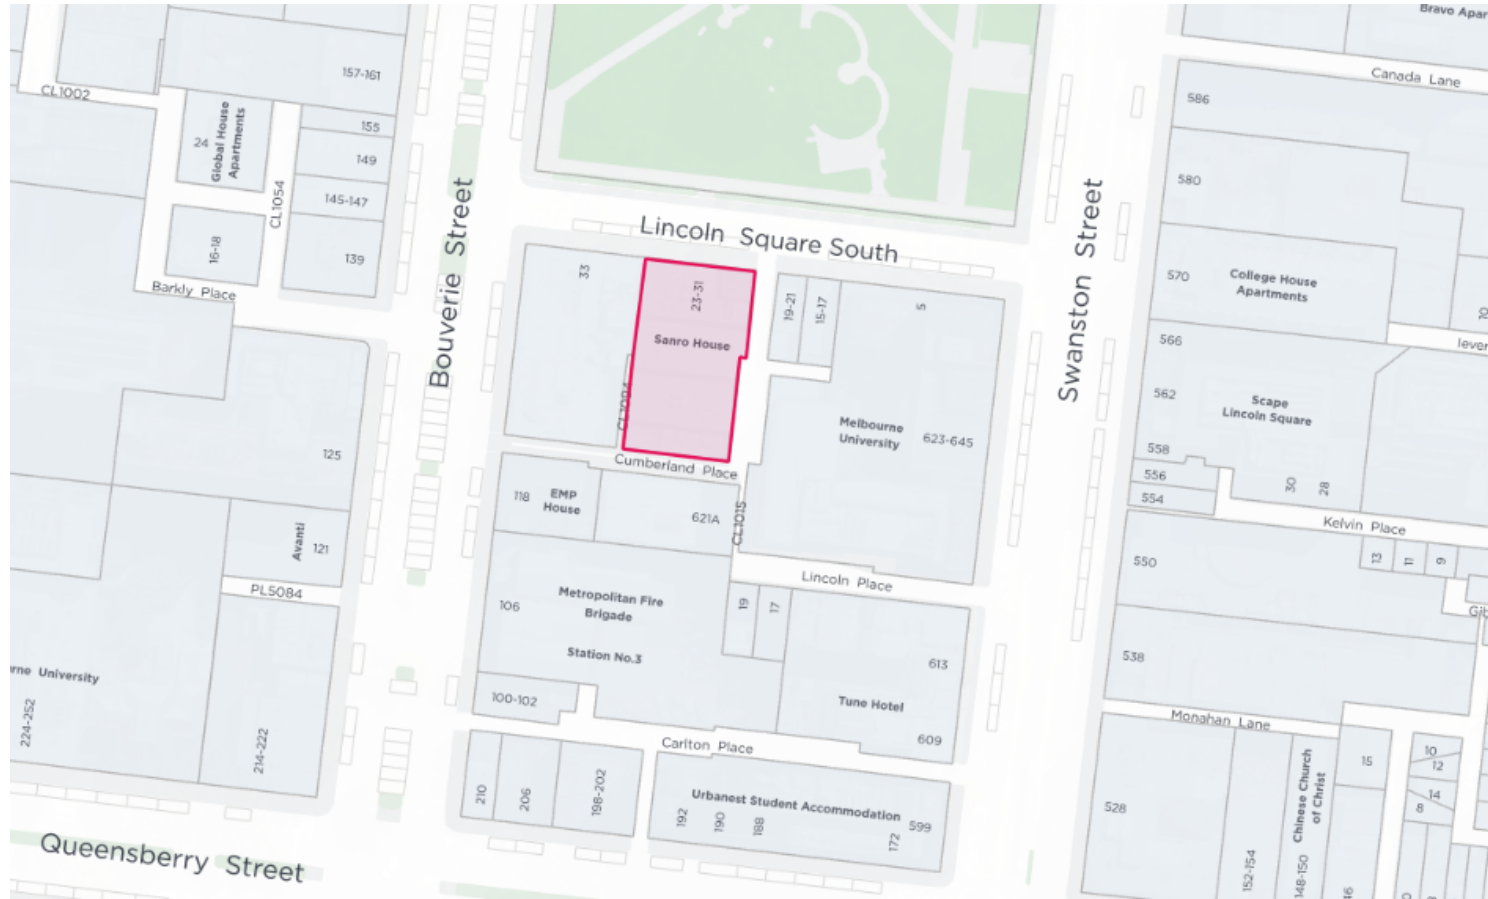 Bravo Apar
Canada Lane
157-161
CL1002
586
155
24
Global House
Apartments
149
580
145-147
CL1054
Bouverie Street
Swanston Street
Lincoln Square South
16-18
139
33
23-31
19-21
15-17
5
570
College House
Apartments
Barkly Place
Sanro House
566
562
Scape
Lincoln Square
Melbourne
University
623-645
125
558
556
554
30
28
Cumberland Place
118
EMP
House
621A
CL1015
Kelvin Place
Avanti
121
13
11
9
550
Lincoln Place
PL5084
106
Metropolitan Fire
Brigade
Station No.3
19
17
613
538
rne University
100-102
Tune Hotel
609
Monahan Lane
224-252
214-222
Carlton Place
10
12
15
14
8
210
206
198-202
Urbanest Student Accommodation
599
192
190
188
172
528
152-154
148-150
Chinese Church
of Christ
46
Queensberry Street